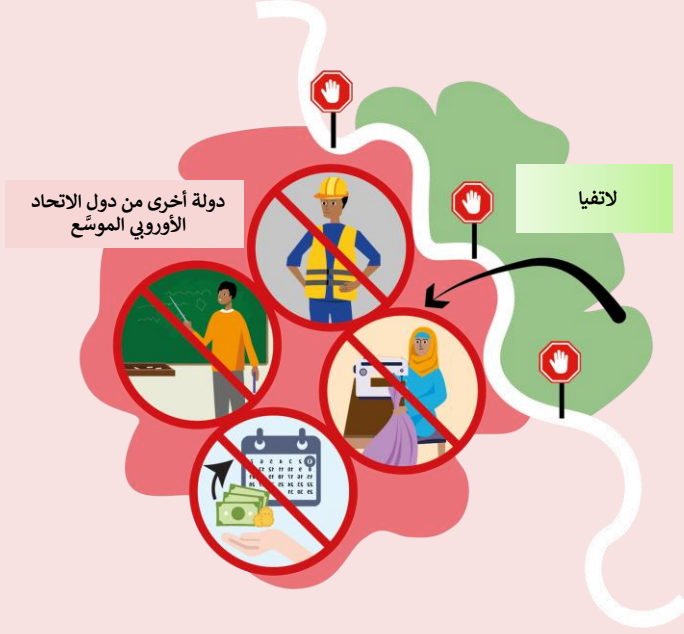 لاتفيا
دولة أخرى من دول الاتحاد
الأوروبي الموسَّع